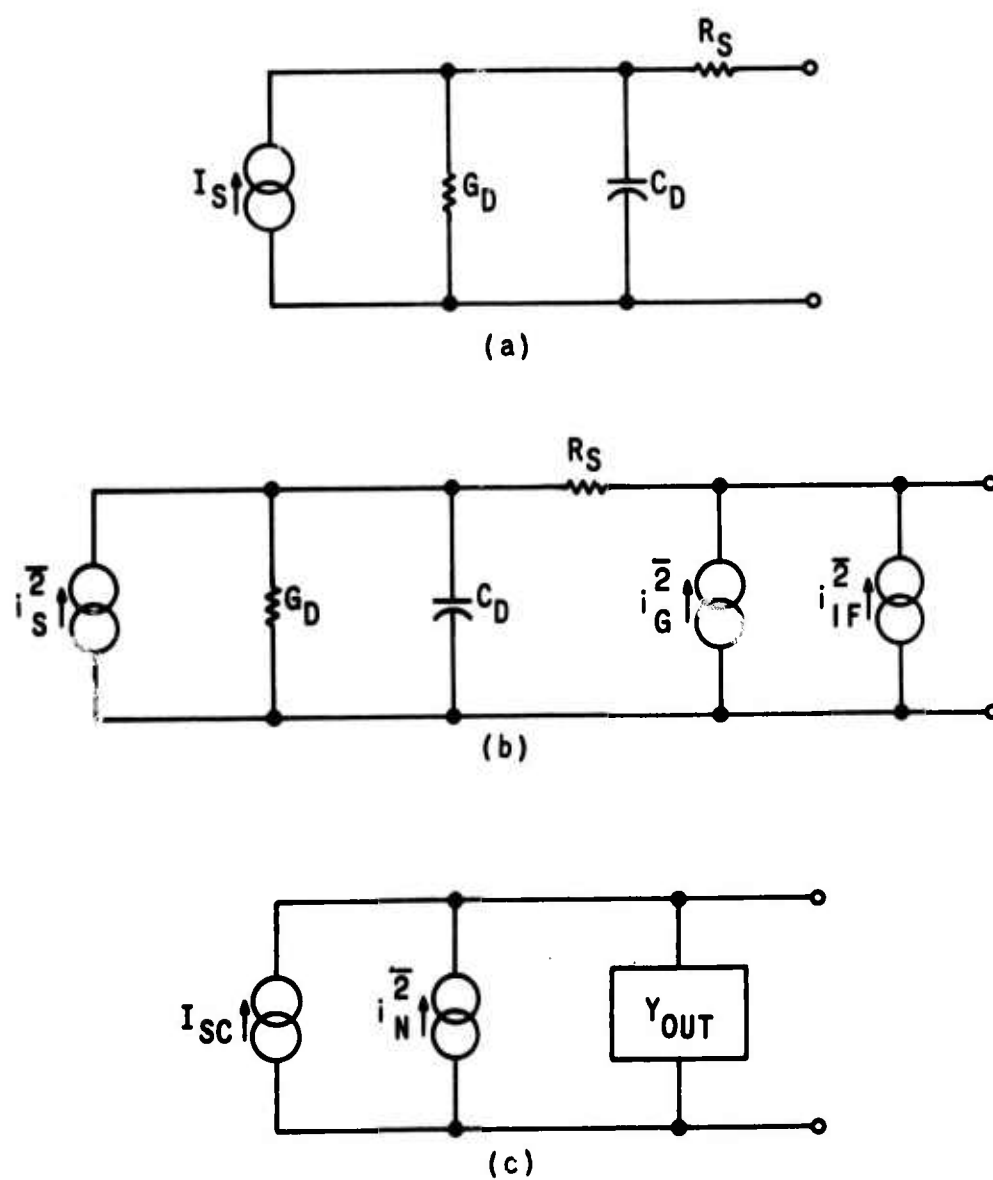 R_S
I_S
G_D
C_D
(a)
R_S
i_S^2̅
G_D
C_D
i_G^2̅
i_IF^2̅
(b)
I_SC
i_N^2̅
Y_OUT
(c)